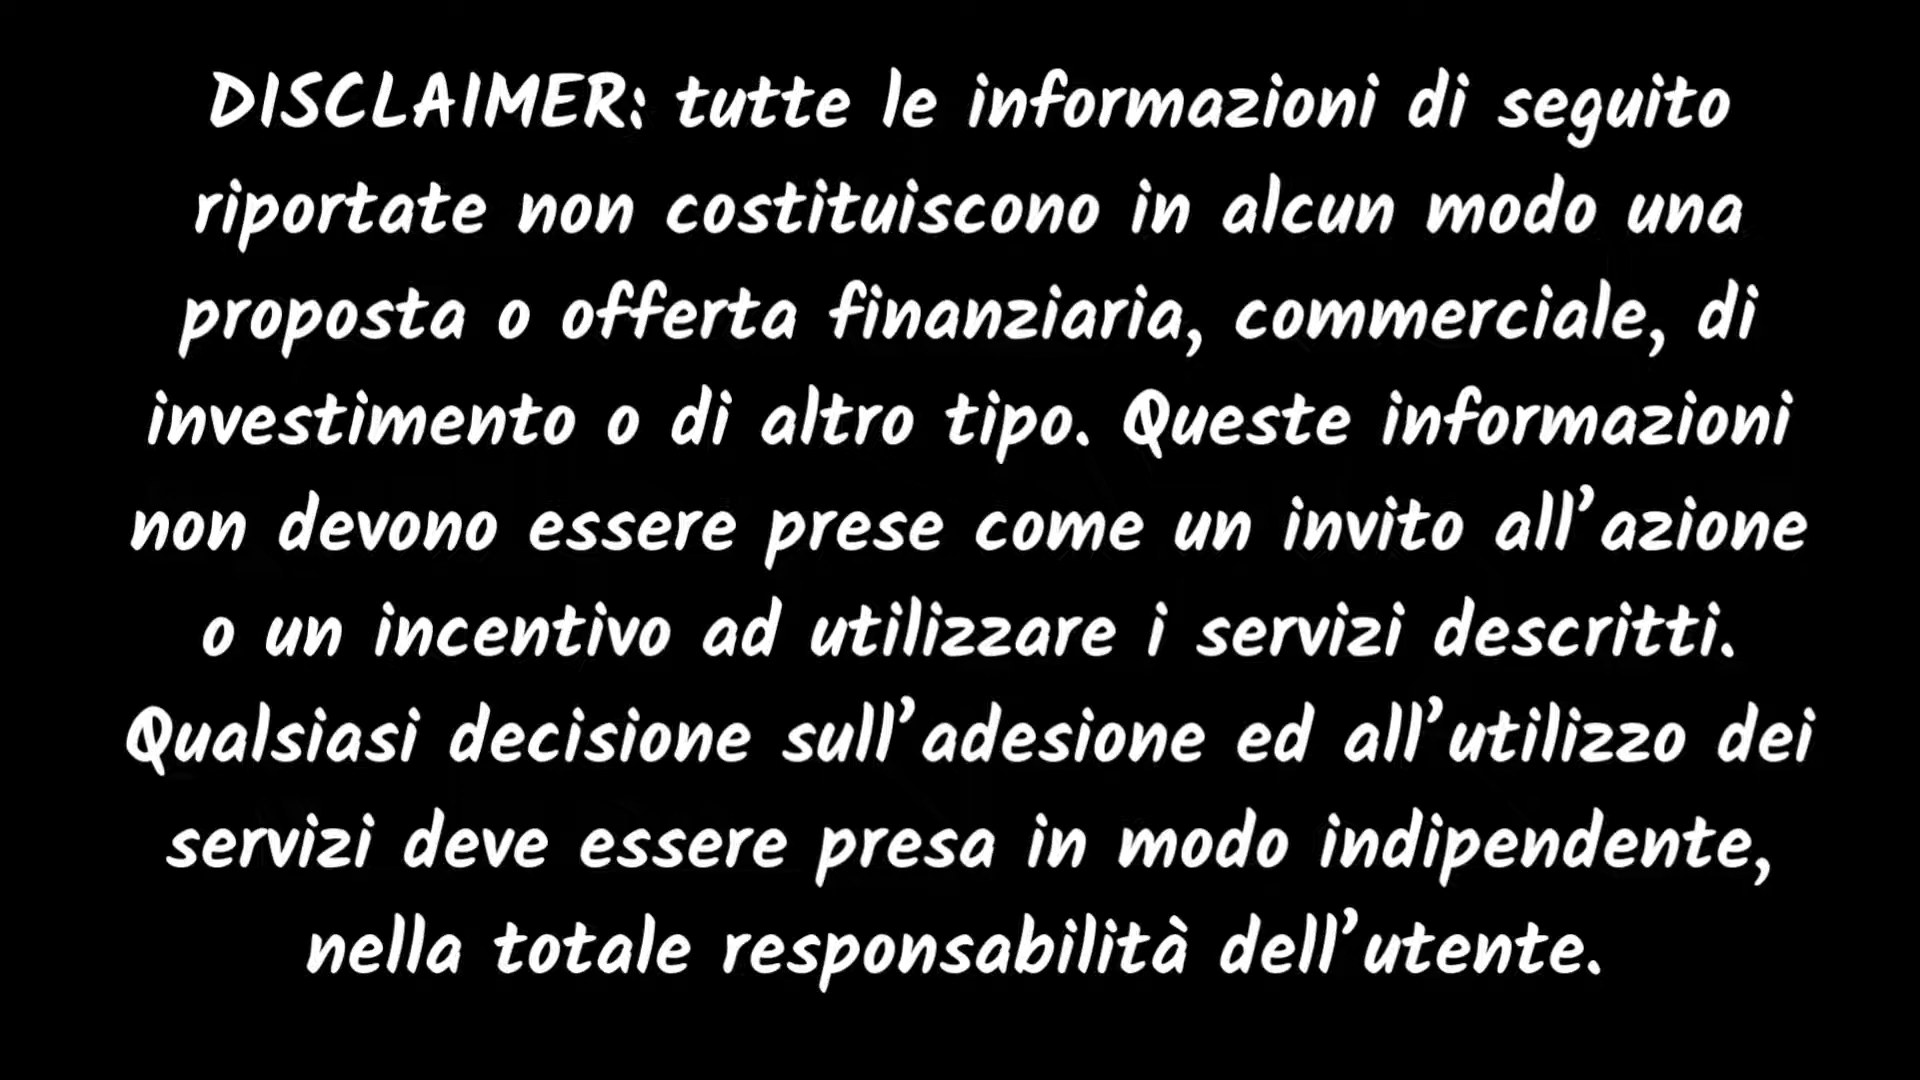 DISCLAIMER: tutte le informazioni di seguito
riportate non costituiscono in alcun modo una
proposta o offerta finanziaria, commerciale, di
investimento o di altro tipo. Queste informazioni
non devono essere prese come un invito all’azione
o un incentivo ad utilizzare i servizi descritti.
Qualsiasi decisione sull’adesione ed all’utilizzo dei
servizi deve essere presa in modo indipendente,
nella totale responsabilità dell’utente.